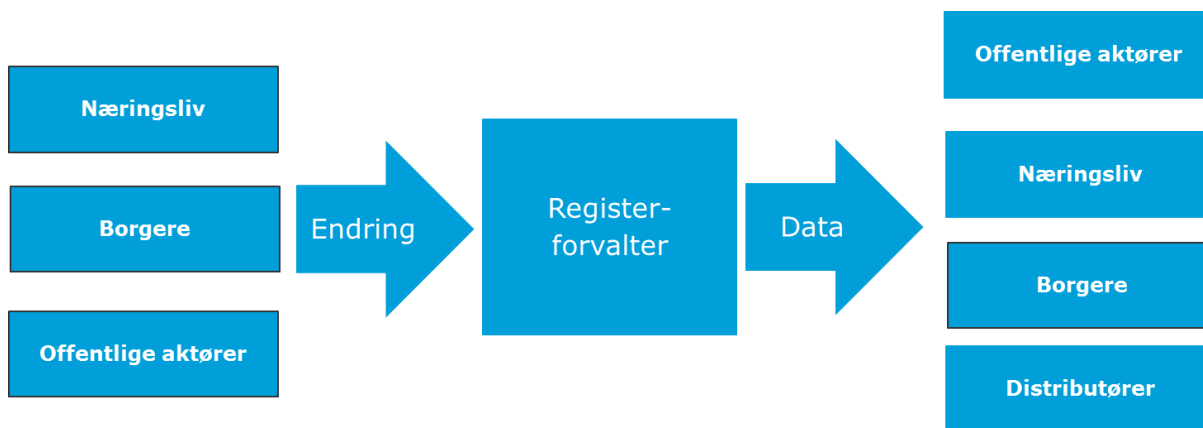 Næringsliv
Borgere
Offentlige aktører
Endring
Register-
forvalter
Data
Offentlige aktører
Næringsliv
Borgere
Distributører